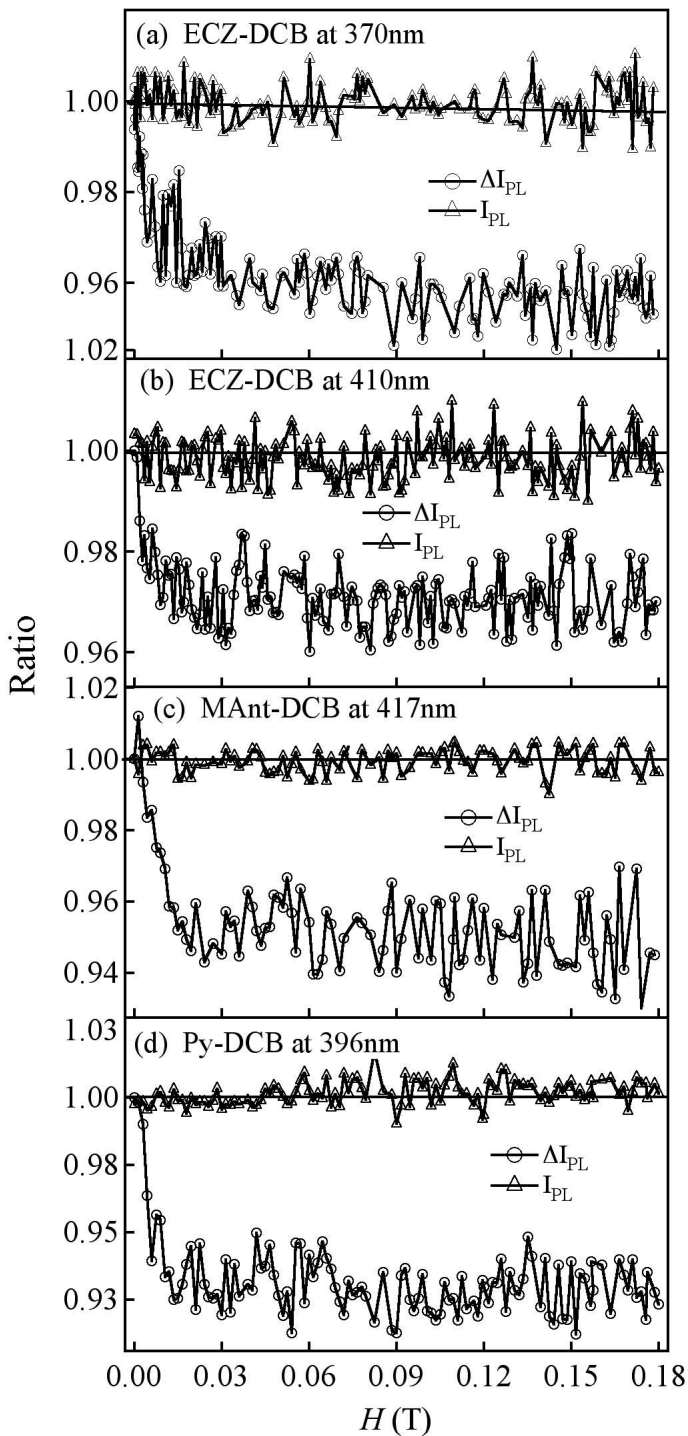 (a) ECZ-DCB at 370nm
1.00
0.98
0.96
ΔI_PL
I_PL
1.02
(b) ECZ-DCB at 410nm
1.00
0.98
0.96
ΔI_PL
I_PL
Ratio
1.02
(c) MAnt-DCB at 417nm
1.00
0.98
0.96
0.94
ΔI_PL
I_PL
1.03
(d) Py-DCB at 396nm
1.00
0.98
0.95
0.93
ΔI_PL
I_PL
0.00 0.03 0.06 0.09 0.12 0.15 0.18
H (T)